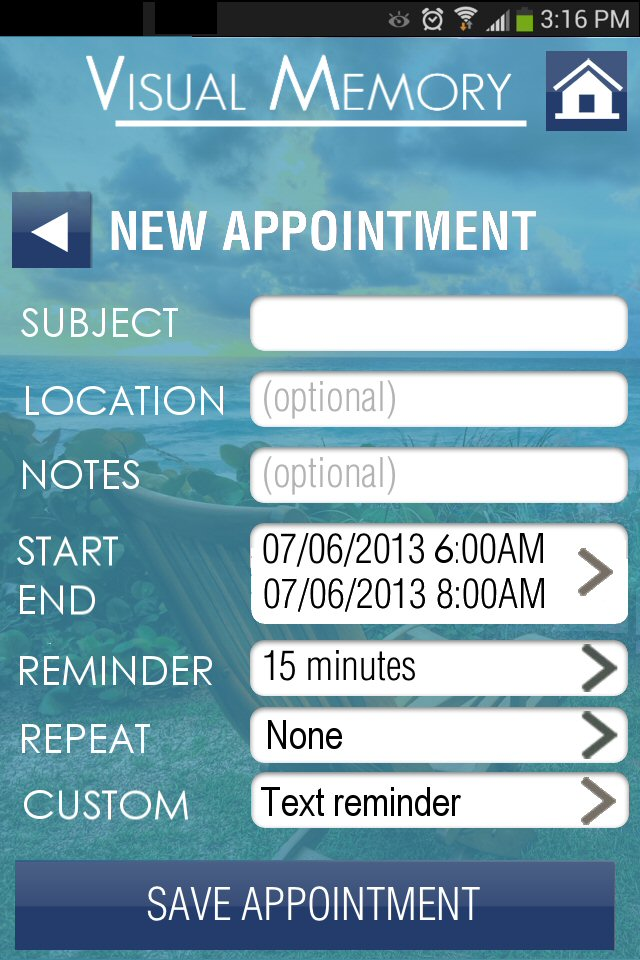 3:16 PM
VISUAL MEMORY
NEW APPOINTMENT
SUBJECT
LOCATION (optional)
NOTES (optional)
START 07/06/2013 6:00AM
END 07/06/2013 8:00AM
REMINDER 15 minutes
REPEAT None
CUSTOM Text reminder
SAVE APPOINTMENT